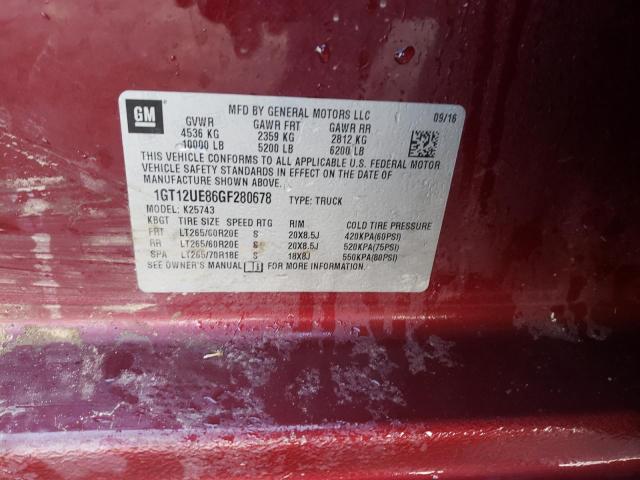 GM
MFD BY GENERAL MOTORS LLC
09/16
GVWR GAWR FRT GAWR RR
4536 KG 2359 KG 2812 KG
10000 LB 5200 LB 6200 LB
THIS VEHICLE CONFORMS TO ALL APPLICABLE U.S. FEDERAL MOTOR
VEHICLE SAFETY STANDARDS IN EFFECT ON THE DATE OF
MANUFACTURE SHOWN ABOVE.
1GT12UE86GF280678 TYPE: TRUCK
MODEL: K25743
KBGT TIRE SIZE SPEED RTG RIM COLD TIRE PRESSURE
FRT LT265/60R20E S 20X8.5J 420KPA(60PSI)
RR LT265/60R20E S 20X8.5J 520KPA(75PSI)
SPA LT265/70R18E S 18X8J 550KPA(80PSI)
SEE OWNER'S MANUAL FOR MORE INFORMATION.